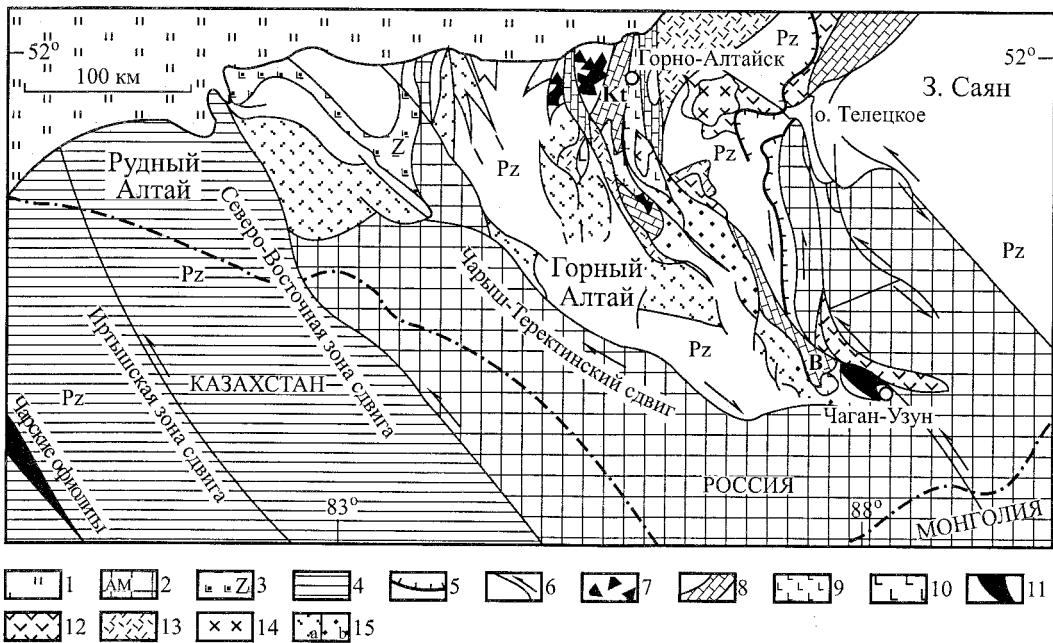 52° 52°
100 км
Горно-Алтайск
Kt
Pz
З. Саян
о. Телецкое
Рудный
Алтай
Z
Pz
Pz
Северо-Восточная зона сдвига
Горный
Алтай
Pz
Pz
Чарыш-Теректинский сдвиг
Иртышская зона сдвига
КАЗАХСТАН
Pz
B
Pz
Чаган-Узун
Чарские офиолиты
83°
РОССИЯ
88°
МОНГОЛИЯ
1 AM 2 Z 3 4 5 6 7 8 9 10 11
12 13 14 a b 15